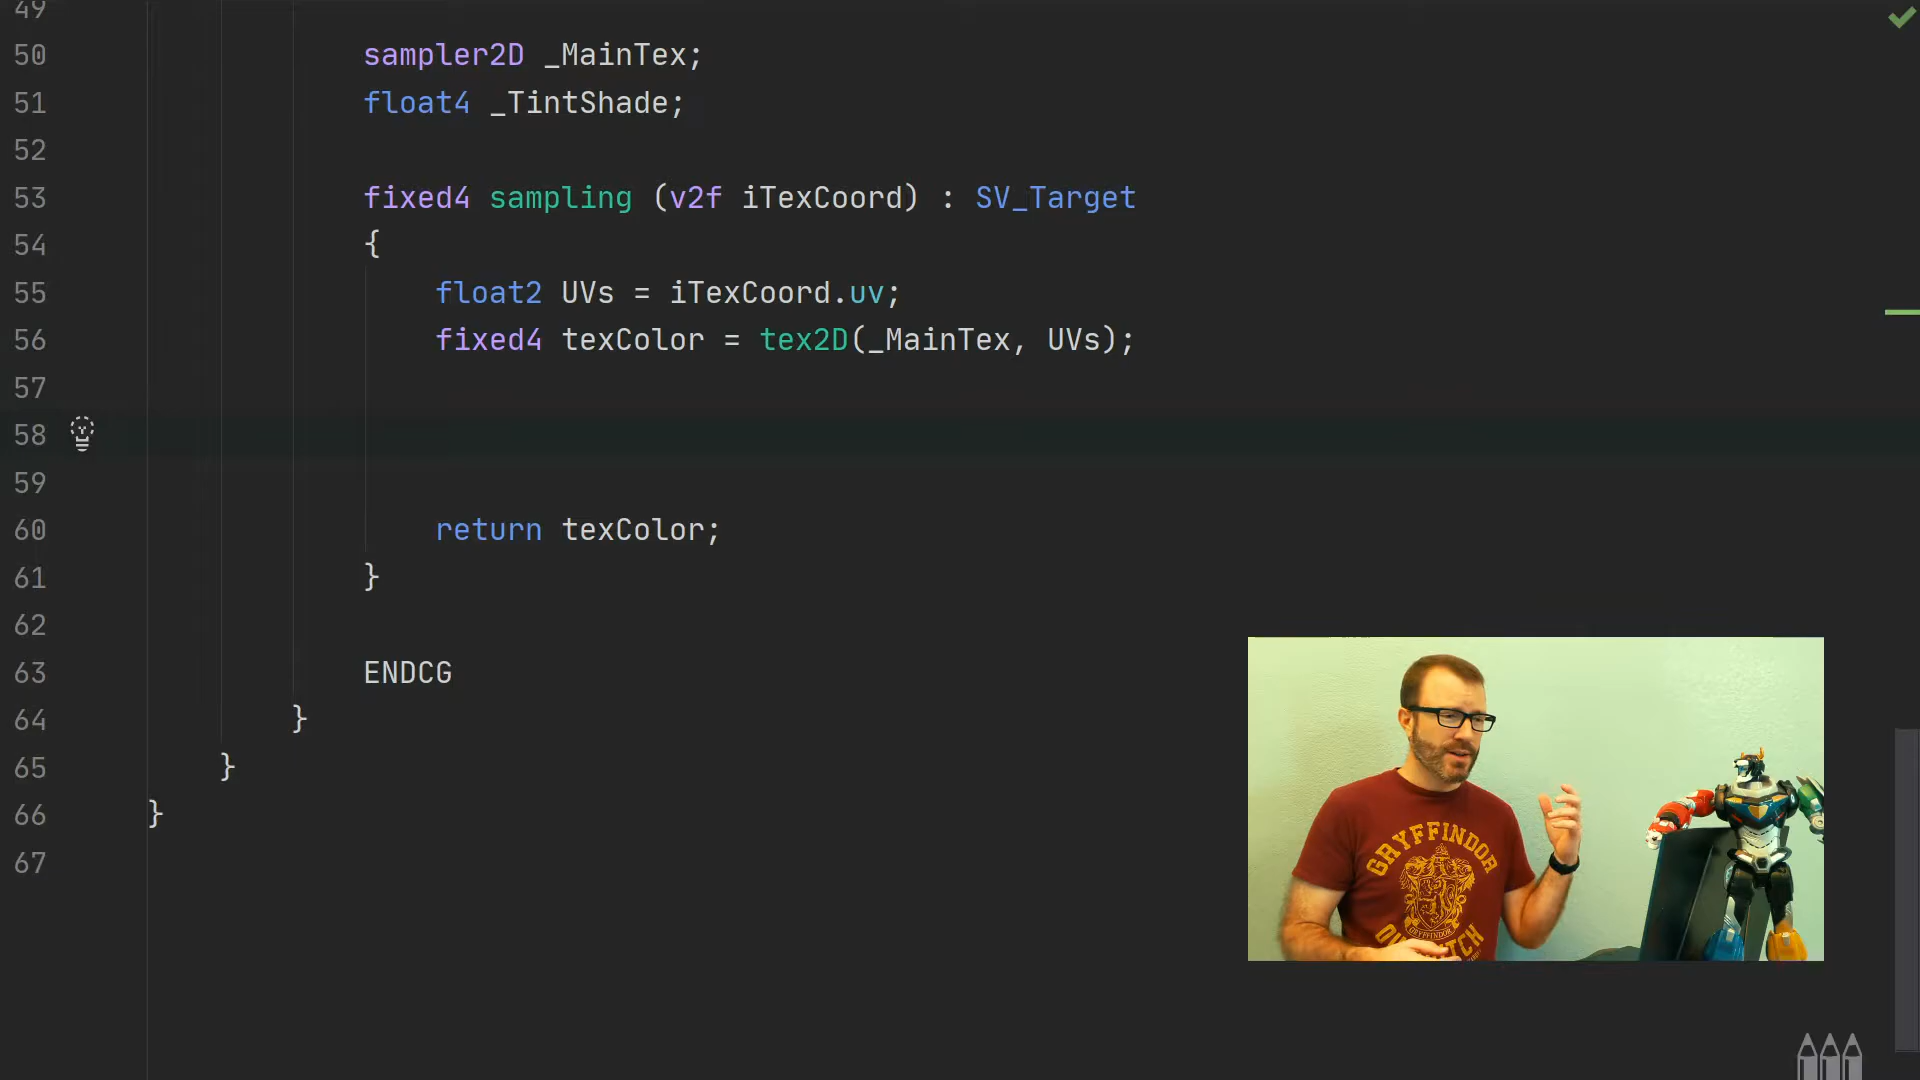 49
50 sampler2D _MainTex;
51 float4 _TintShade;
52
53 fixed4 sampling (v2f iTexCoord) : SV_Target
54 {
55 float2 UVs = iTexCoord.uv;
56 fixed4 texColor = tex2D(_MainTex, UVs);
57
58
59
60 return texColor;
61 }
62
63 ENDCG
64 }
65 }
66 }
67
GRYFFINDOR
GRYFFINDOR